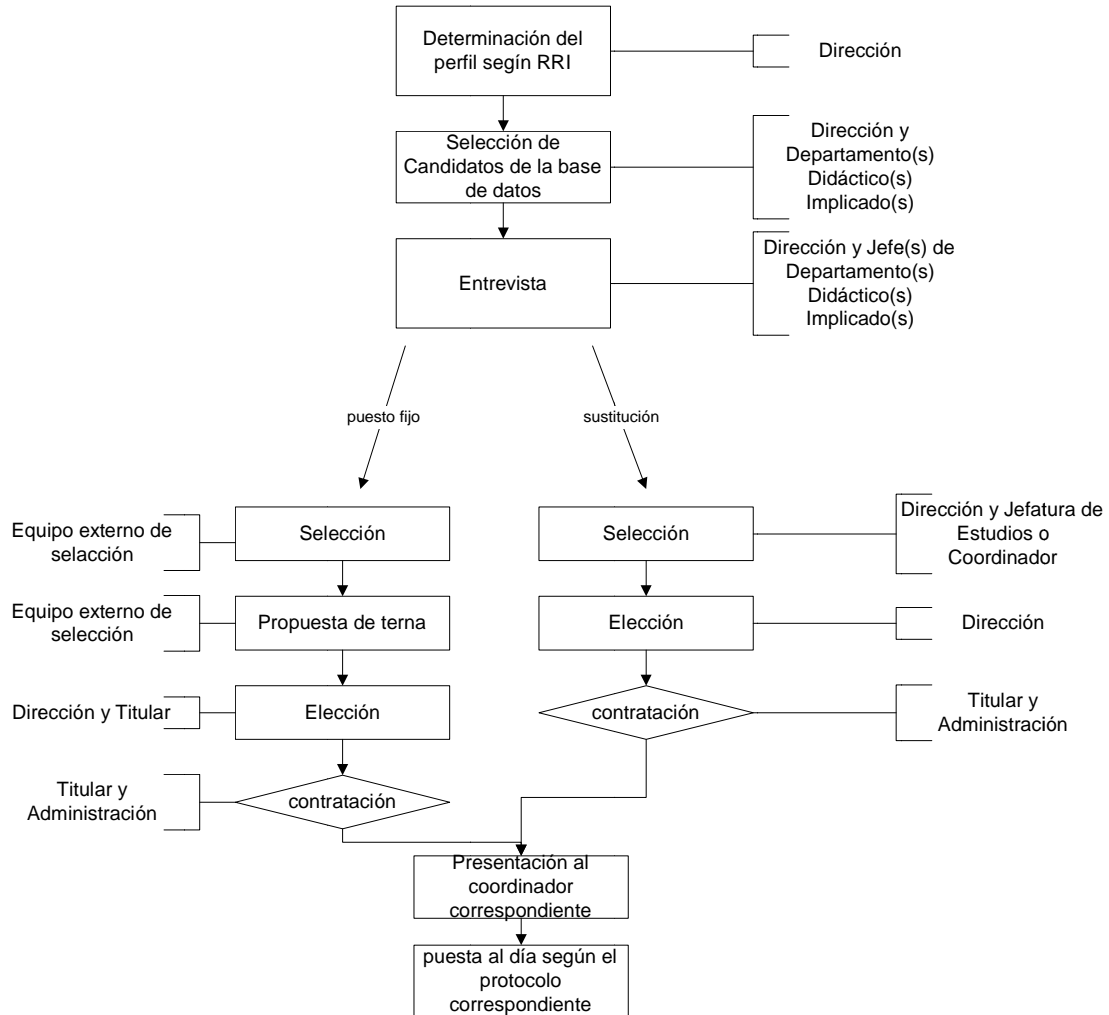 Determinación del
perfil segín RRI
Dirección
Selección de
Candidatos de la base
de datos
Dirección y
Departamento(s)
Didáctico(s)
Implicado(s)
Entrevista
Dirección y Jefe(s) de
Departamento(s)
Didáctico(s)
Implicado(s)
puesto fijo
sustitución
Equipo externo de
selacción
Selección
Selección
Dirección y Jefatura de
Estudios o
Coordinador
Equipo externo de
selección
Propuesta de terna
Elección
Dirección
Dirección y Titular
Elección
contratación
Titular y
Administración
Titular y
Administración
contratación
Presentación al
coordinador
correspondiente
puesta al día según el
protocolo
correspondiente